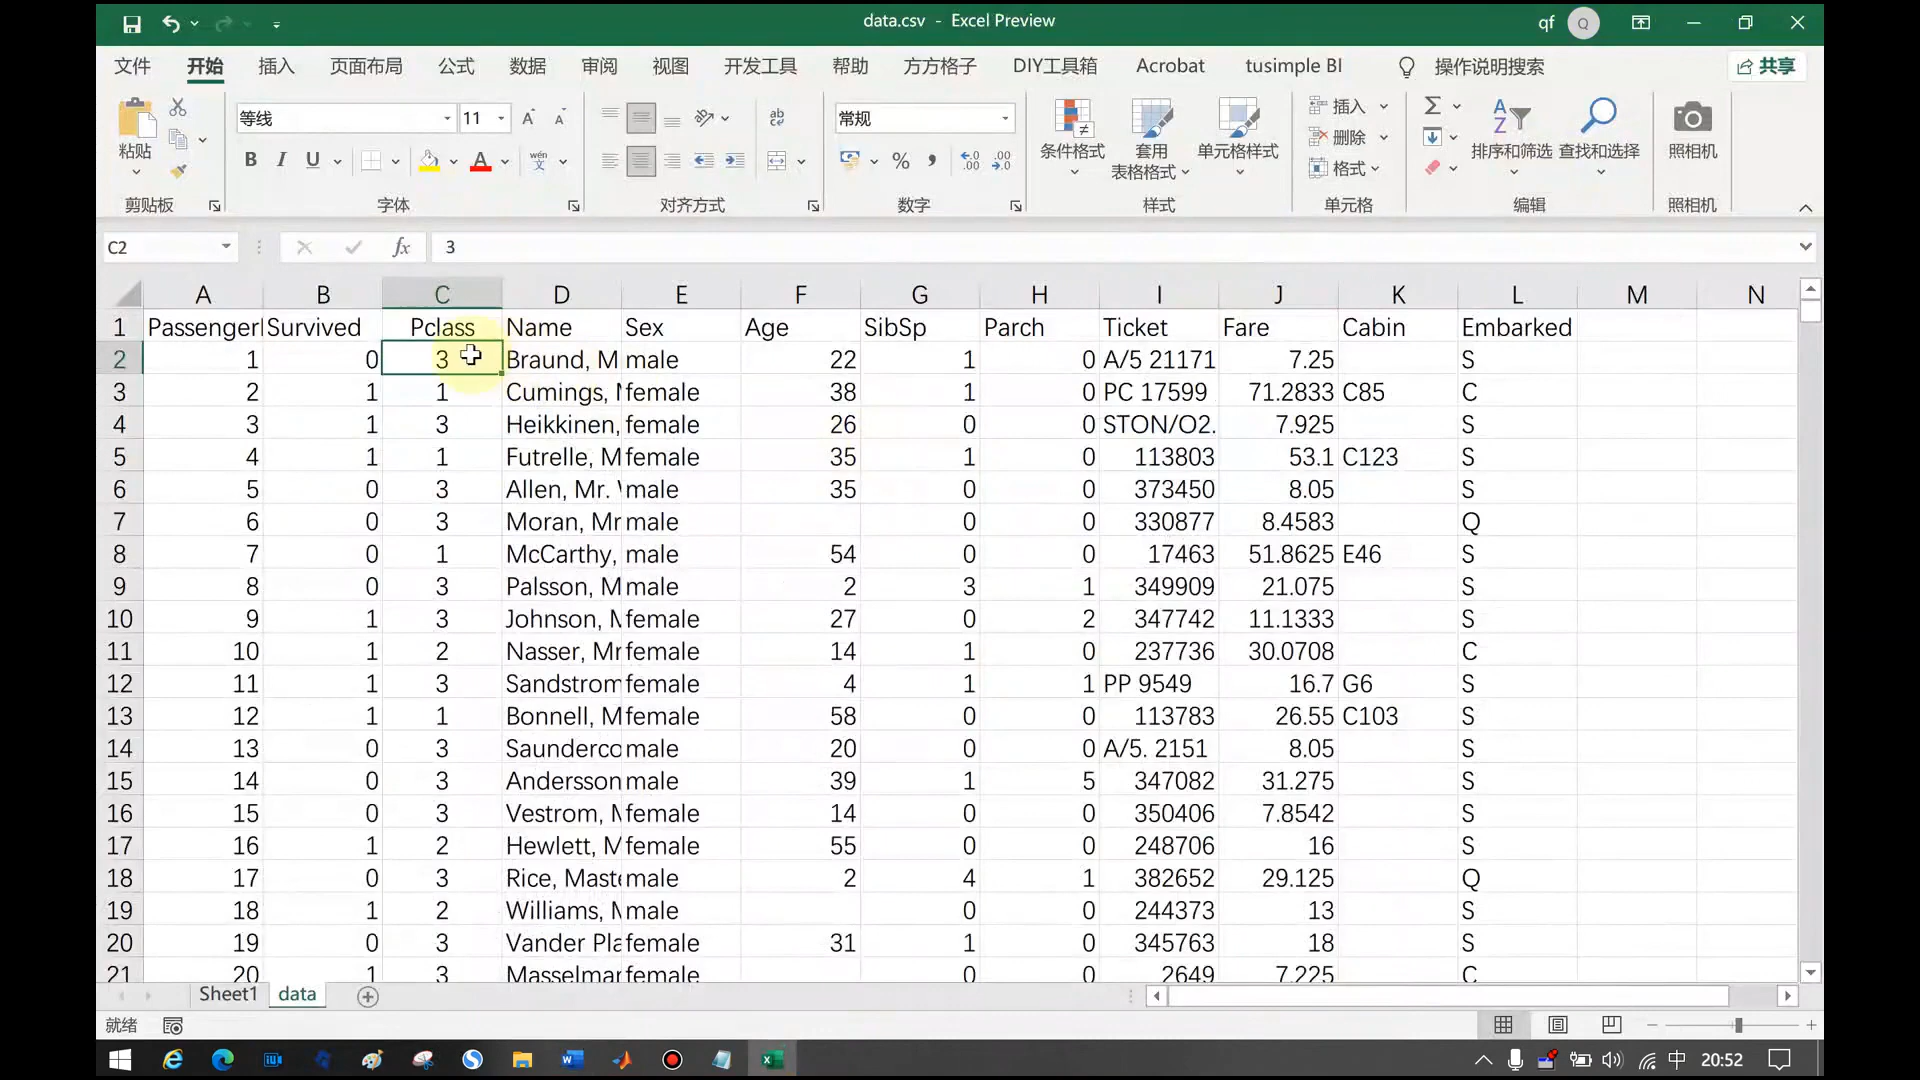 data.csv - Excel Preview
qf Q
文件 开始 插入 页面布局 公式 数据 审阅 视图 开发工具 帮助 方方格子 DIY工具箱 Acrobat tusimple BI 操作说明搜索 共享
等线 11 常规
粘贴 条件格式 套用 表格格式 单元格样式 插入 删除 格式 排序和筛选 查找和选择 照相机
剪贴板 字体 对齐方式 数字 样式 单元格 编辑 照相机
C2 fx 3
A B C D E F G H I J K L M N
1 Passenger Survived Pclass Name Sex Age SibSp Parch Ticket Fare Cabin Embarked
2 1 0 3 Braund, M male 22 1 0 A/5 21171 7.25 S
3 2 1 1 Cumings, female 38 1 0 PC 17599 71.2833 C85 C
4 3 1 3 Heikkinen, female 26 0 0 STON/O2. 7.925 S
5 4 1 1 Futrelle, M female 35 1 0 113803 53.1 C123 S
6 5 0 3 Allen, Mr. male 35 0 0 373450 8.05 S
7 6 0 3 Moran, Mr male 0 0 330877 8.4583 Q
8 7 0 1 McCarthy, male 54 0 0 17463 51.8625 E46 S
9 8 0 3 Palsson, M male 2 3 1 349909 21.075 S
10 9 1 3 Johnson, M female 27 0 2 347742 11.1333 S
11 10 1 2 Nasser, Mr female 14 1 0 237736 30.0708 C
12 11 1 3 Sandstrom female 4 1 1 PP 9549 16.7 G6 S
13 12 1 1 Bonnell, M female 58 0 0 113783 26.55 C103 S
14 13 0 3 Saunderco male 20 0 0 A/5. 2151 8.05 S
15 14 0 3 Andersson male 39 1 5 347082 31.275 S
16 15 0 3 Vestrom, M female 14 0 0 350406 7.8542 S
17 16 1 2 Hewlett, M female 55 0 0 248706 16 S
18 17 0 3 Rice, Maste male 2 4 1 382652 29.125 Q
19 18 1 2 Williams, M male 0 0 244373 13 S
20 19 0 3 Vander Pla female 31 1 0 345763 18 S
21 20 1 3 Masselmar female 0 0 2649 7.225 C
Sheet1 data
就绪
中 20:52